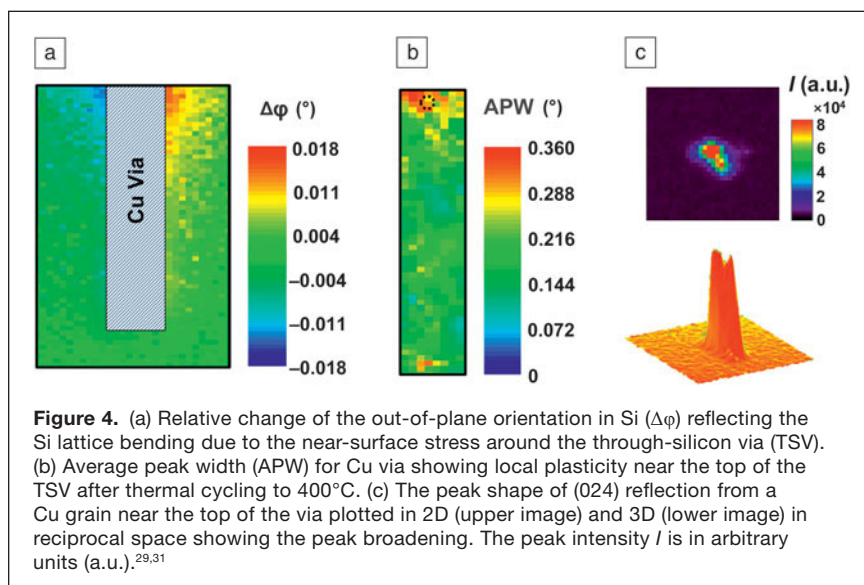 a
b
c
Δφ (°)
0.018
0.011
0.004
−0.004
−0.011
−0.018
Cu Via
APW (°)
0.360
0.288
0.216
0.144
0.072
0
I (a.u.)
×10⁴
8
6
4
2
0
Figure 4. (a) Relative change of the out-of-plane orientation in Si (Δφ) reflecting the
Si lattice bending due to the near-surface stress around the through-silicon via (TSV).
(b) Average peak width (APW) for Cu via showing local plasticity near the top of the
TSV after thermal cycling to 400°C. (c) The peak shape of (024) reflection from a
Cu grain near the top of the via plotted in 2D (upper image) and 3D (lower image) in
reciprocal space showing the peak broadening. The peak intensity I is in arbitrary
units (a.u.).²⁹,³¹